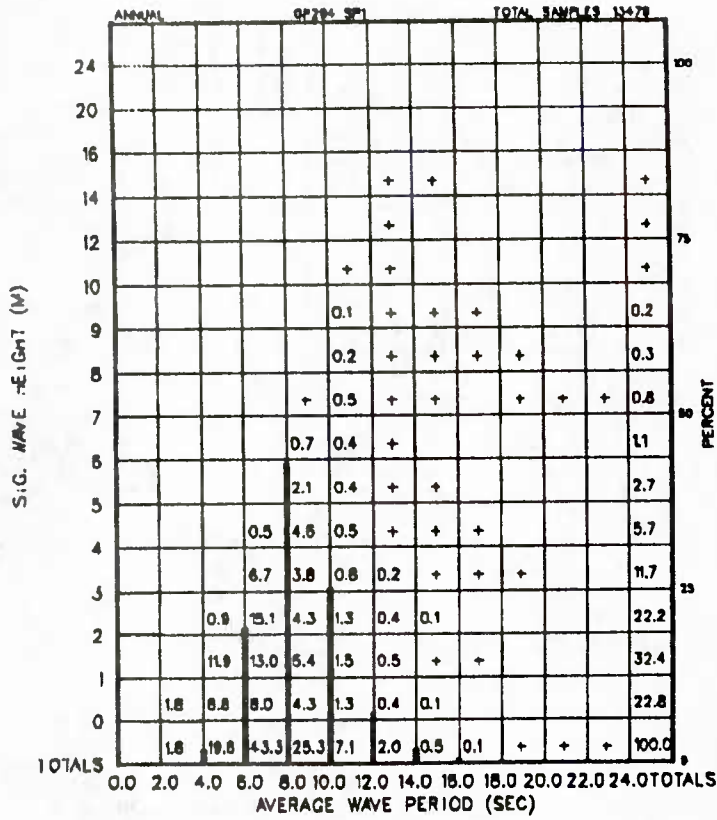 ANNUAL GP294 SP1 TOTAL SAMPLES
24 100
20
16
+ + +
14
+ +
12 75
+ + +
10
0.1 + + + 0.2
9
0.2 + + + + 0.3
8
+ 0.5 + + + + + 0.8
7 50
0.7 0.4 + 1.1
6
2.1 0.4 + + 2.7
5
0.5 4.6 0.5 + + + 5.7
4
6.7 3.8 0.8 0.2 + + + 11.7
3 25
0.9 15.1 4.3 1.3 0.4 0.1 22.2
2
11.9 13.0 5.4 1.5 0.5 + + 32.4
1
1.8 6.8 8.0 4.3 1.3 0.4 0.1 22.8
0
1.8 19.6 43.3 25.3 7.1 2.0 0.5 0.1 + + + 100.0
TOTALS 0
0.0 2.0 4.0 6.0 8.0 10.0 12.0 14.0 16.0 18.0 20.0 22.0 24.0 TOTALS
AVERAGE WAVE PERIOD (SEC)
SIG. WAVE HEIGHT (M)
PERCENT